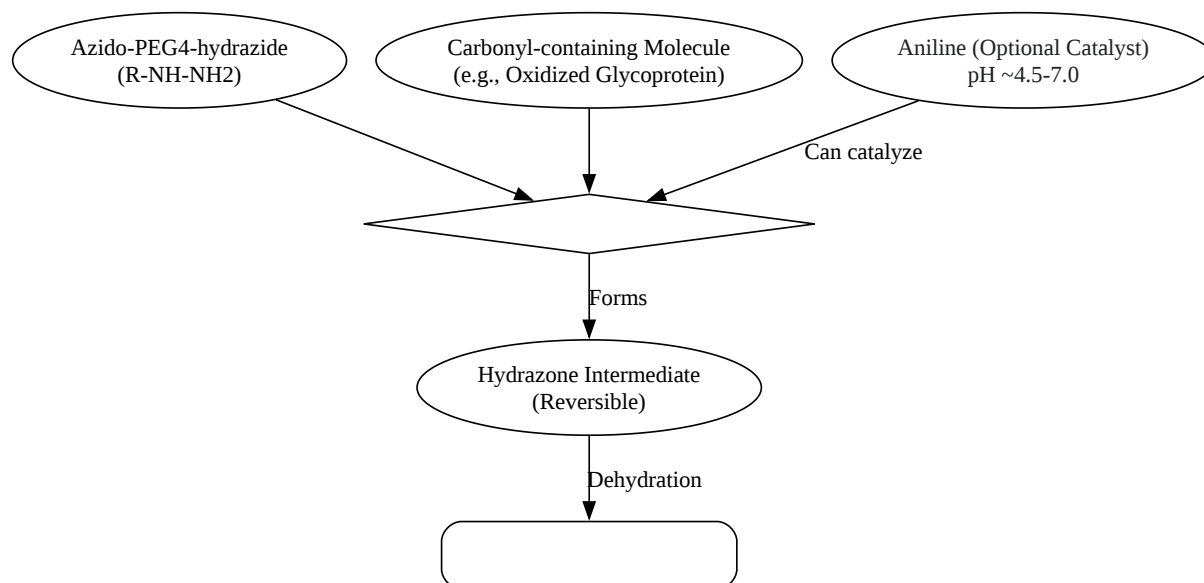 Azido-PEG4-hydrazide
(R-NH-NH2)
Carbonyl-containing Molecule
(e.g., Oxidized Glycoprotein)
Aniline (Optional Catalyst)
pH ~4.5-7.0
Can catalyze
Forms
Hydrazone Intermediate
(Reversible)
Dehydration